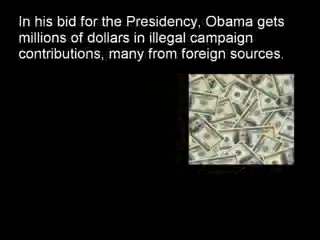 In his bid for the Presidency, Obama gets
millions of dollars in illegal campaign
contributions, many from foreign sources.